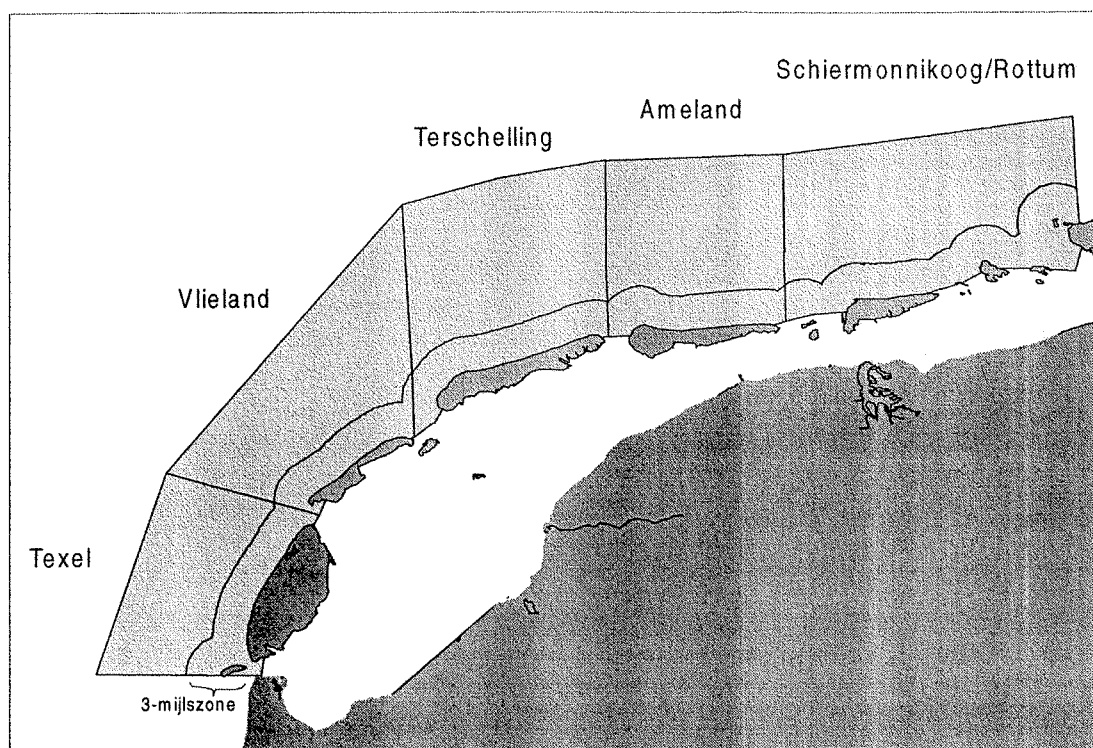 Schiermonnikoog/Rottum
Ameland
Terschelling
Vlieland
Texel
3-mijlszone